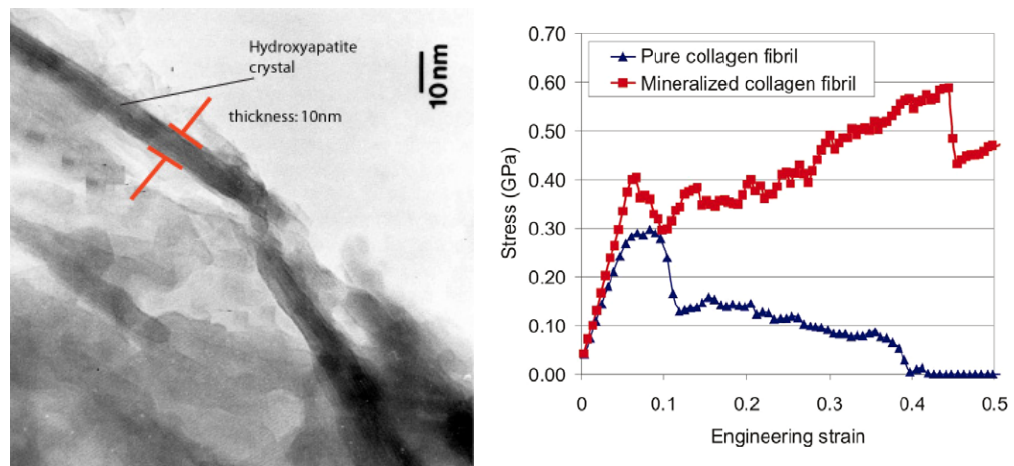 Hydroxyapatite
crystal
thickness: 10nm
10 nm
Pure collagen fibril
Mineralized collagen fibril
Stress (GPa)
0.70
0.60
0.50
0.40
0.30
0.20
0.10
0.00
0
0.1
0.2
0.3
0.4
0.5
Engineering strain